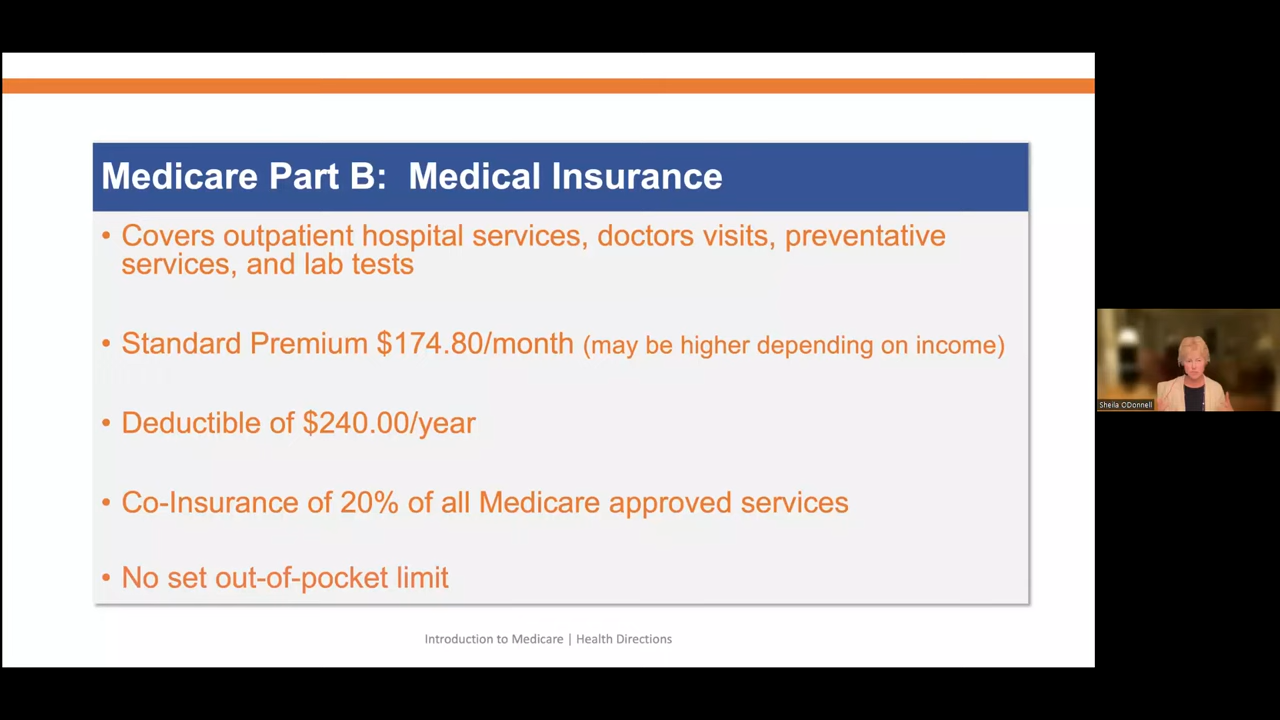 Medicare Part B: Medical Insurance
• Covers outpatient hospital services, doctors visits, preventative
services, and lab tests
• Standard Premium $174.80/month (may be higher depending on income)
• Deductible of $240.00/year
• Co-Insurance of 20% of all Medicare approved services
• No set out-of-pocket limit
Introduction to Medicare | Health Directions
Sheila ODonnell